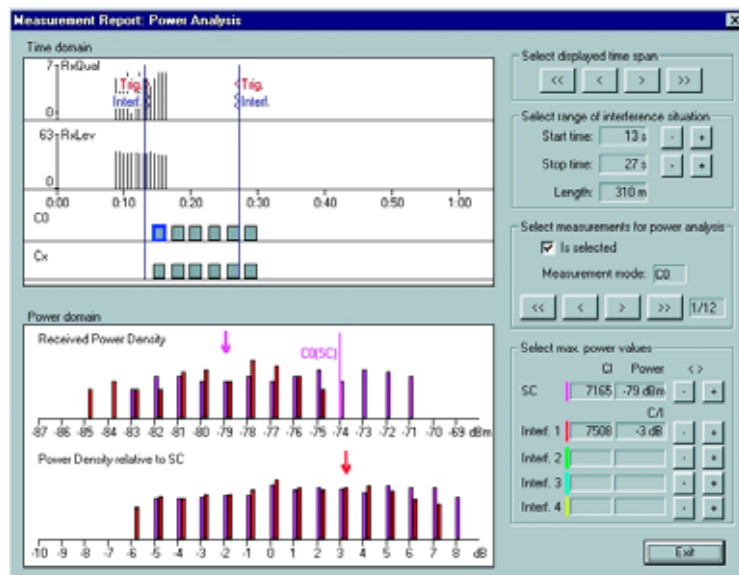 Measurement Report: Power Analysis
Time domain
7 RxQual
Trig.
Interf.
Trig.
Interf.
0
63 RxLev
0
0:00 0:10 0:20 0:30 0:40 0:50 1:00
C0
Cx
Select displayed time span
<< < > >>
Select range of interference situation
Start time: 13 s - +
Stop time: 27 s - +
Length: 310 m
Select measurements for power analysis
Is selected
Measurement mode: C0
<< < > >> 1/12
Power domain
Received Power Density
C0(SC)
-87 -86 -85 -84 -83 -82 -81 -80 -79 -78 -77 -76 -75 -74 -73 -72 -71 -70 -69 dBm
Power Density relative to SC
-10 -9 -8 -7 -6 -5 -4 -3 -2 -1 0 1 2 3 4 5 6 7 8 dB
Select max. power values
CI Power < >
SC 7165 -79 dBm - +
C/I
Interf. 1 7508 -3 dB - +
Interf. 2 - +
Interf. 3 - +
Interf. 4 - +
Exit